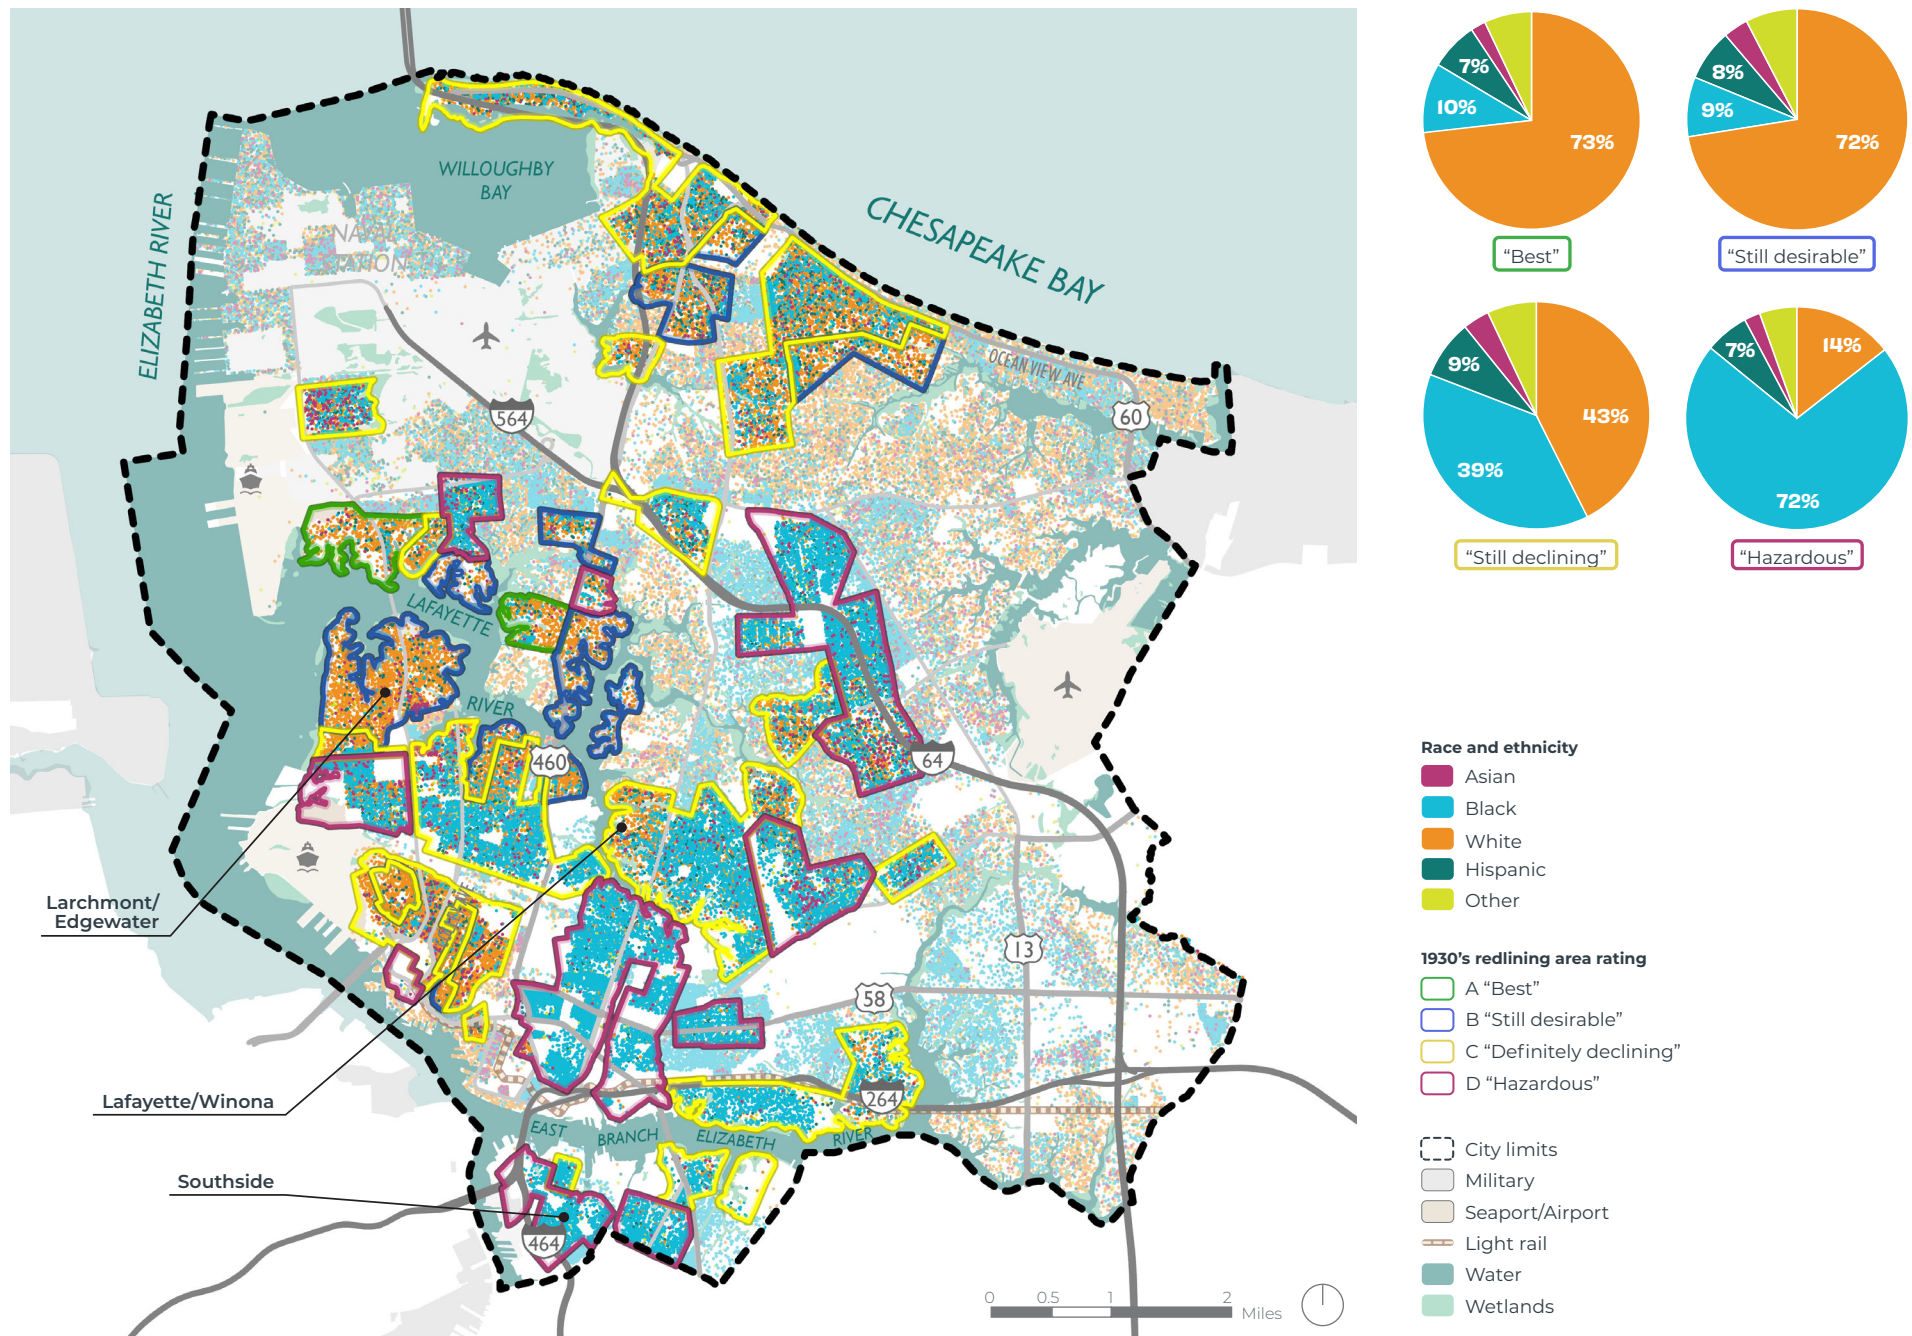 WILLOUGHBY
BAY
ELIZABETH RIVER
CHESAPEAKE BAY
NAVAL
STATION
OCEAN VIEW AVE
564
60
LAFAYETTE
RIVER
460
64
Larchmont/
Edgewater
13
58
Lafayette/Winona
264
EAST BRANCH ELIZABETH RIVER
Southside
464
0 0.5 1 2 Miles
7%
10%
73%
“Best”
8%
9%
72%
“Still desirable”
9%
39%
43%
“Still declining”
7%
14%
72%
“Hazardous”
Race and ethnicity
Asian
Black
White
Hispanic
Other
1930’s redlining area rating
A “Best”
B “Still desirable”
C “Definitely declining”
D “Hazardous”
City limits
Military
Seaport/Airport
Light rail
Water
Wetlands